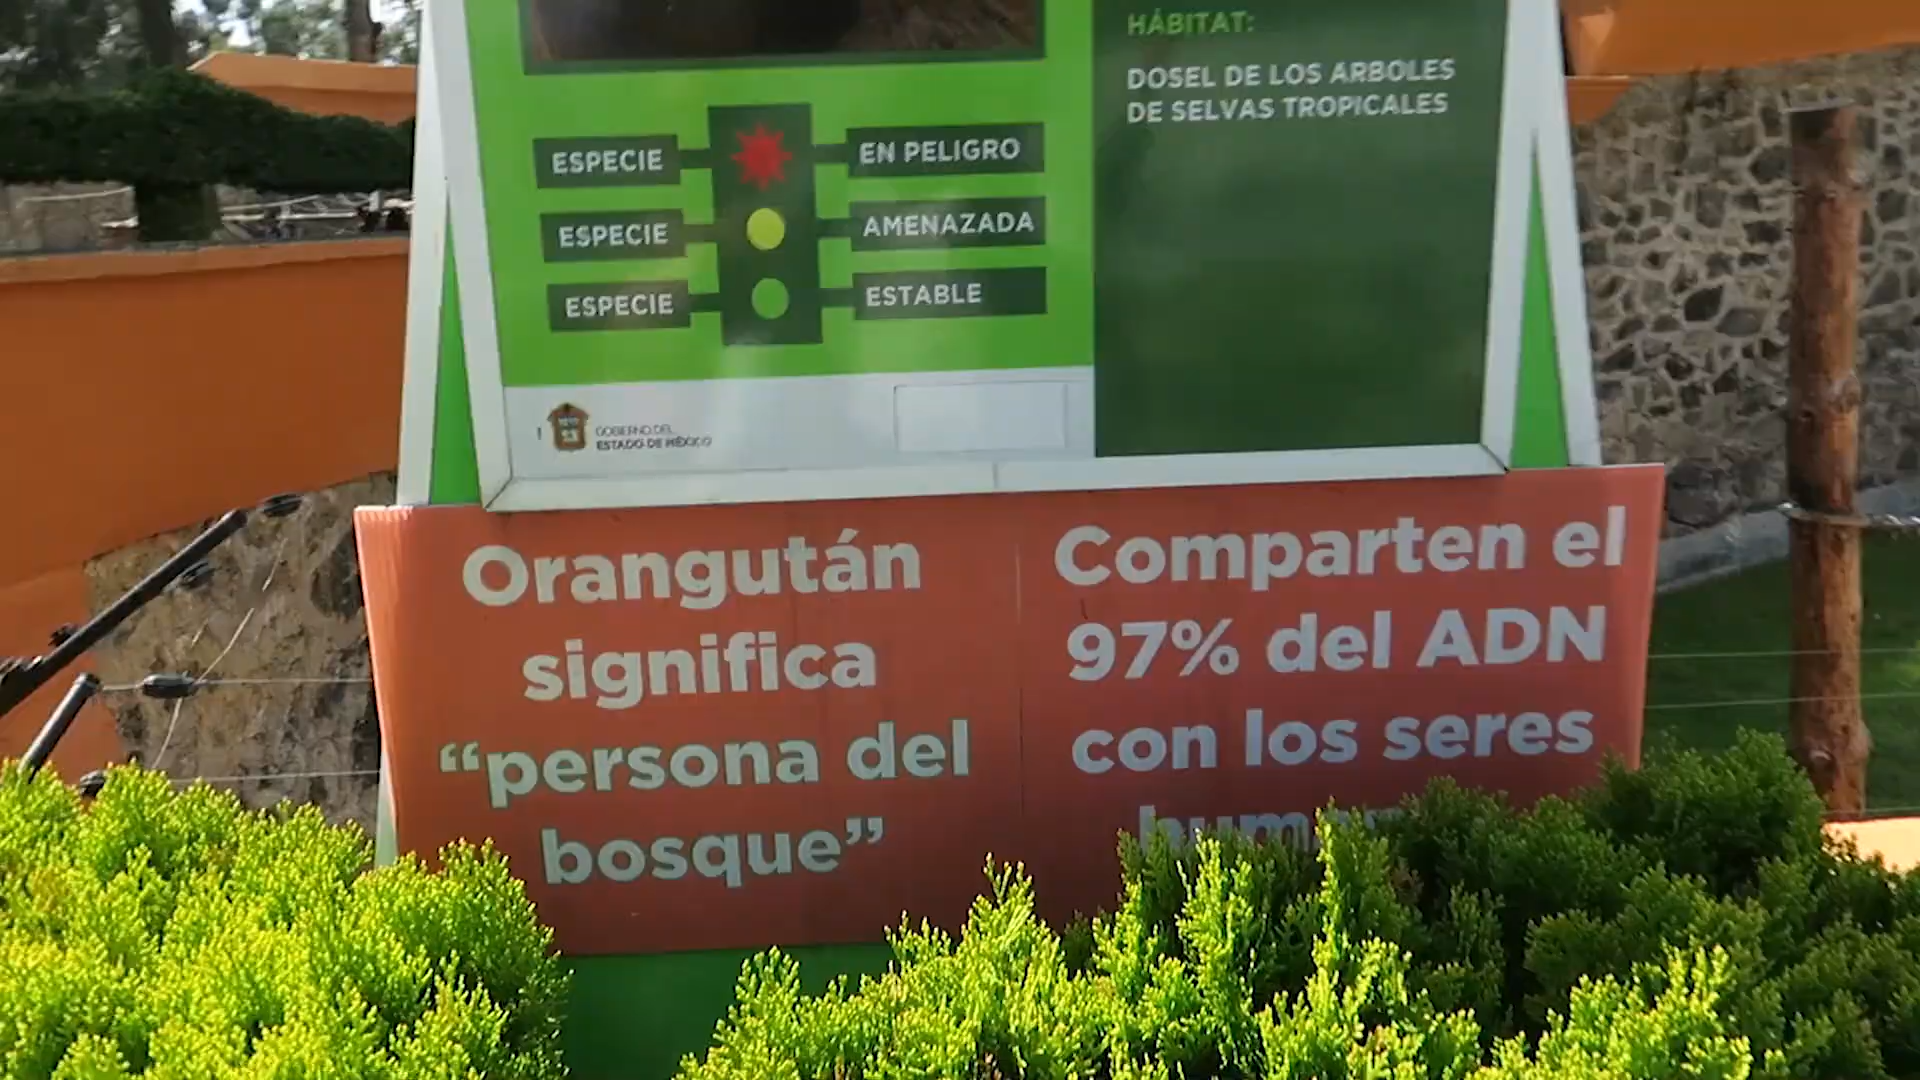 HÁBITAT:
DOSEL DE LOS ARBOLES
DE SELVAS TROPICALES
ESPECIE EN PELIGRO
ESPECIE AMENAZADA
ESPECIE ESTABLE
GOBIERNO DEL
ESTADO DE MÉXICO
Orangután
significa
“persona del
bosque”
Comparten el
97% del ADN
con los seres